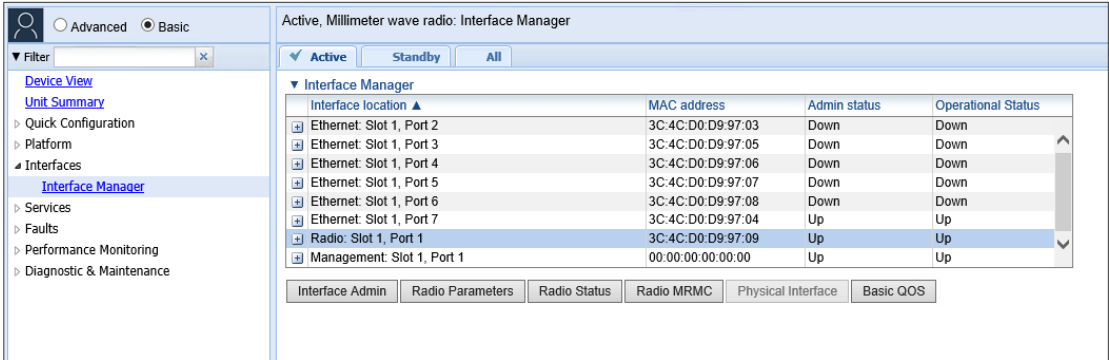 Advanced Basic
Active, Millimeter wave radio: Interface Manager
▼ Filter
Device View
Unit Summary
Quick Configuration
Platform
Interfaces
Interface Manager
Services
Faults
Performance Monitoring
Diagnostic & Maintenance
Active Standby All
▼ Interface Manager
Interface location ▲ MAC address Admin status Operational Status
Ethernet: Slot 1, Port 2 3C:4C:D0:D9:97:03 Down Down
Ethernet: Slot 1, Port 3 3C:4C:D0:D9:97:05 Down Down
Ethernet: Slot 1, Port 4 3C:4C:D0:D9:97:06 Down Down
Ethernet: Slot 1, Port 5 3C:4C:D0:D9:97:07 Down Down
Ethernet: Slot 1, Port 6 3C:4C:D0:D9:97:08 Down Down
Ethernet: Slot 1, Port 7 3C:4C:D0:D9:97:04 Up Up
Radio: Slot 1, Port 1 3C:4C:D0:D9:97:09 Up Up
Management: Slot 1, Port 1 00:00:00:00:00:00 Up Up
Interface Admin Radio Parameters Radio Status Radio MRMC Physical Interface Basic QOS